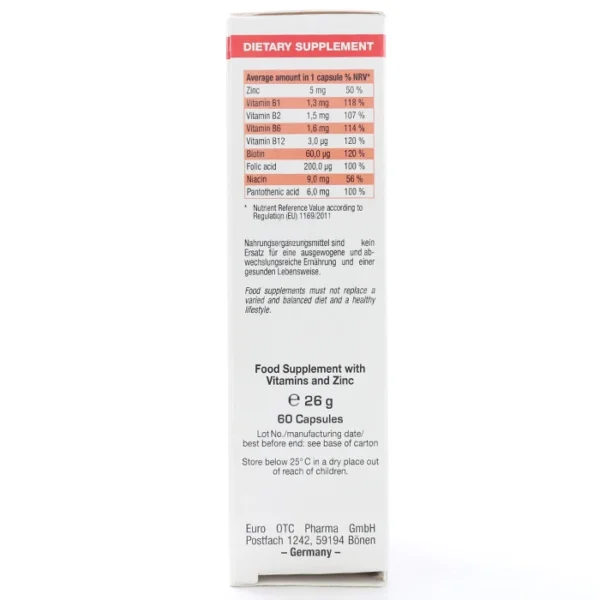 DIETARY SUPPLEMENT
Average amount in 1 capsule % NRV*
Zinc 5 mg 50 %
Vitamin B1 1,3 mg 118 %
Vitamin B2 1,5 mg 107 %
Vitamin B6 1,6 mg 114 %
Vitamin B12 3,0 µg 120 %
Biotin 60,0 µg 120 %
Folic acid 200,0 µg 100 %
Niacin 9,0 mg 56 %
Pantothenic acid 6,0 mg 100 %
* Nutrient Reference Value according to
Regulation (EU) 1169/2011
Nahrungsergänzungsmittel sind kein
Ersatz für eine ausgewogene und ab-
wechslungsreiche Ernährung und einer
gesunden Lebensweise.
Food supplements must not replace a
varied and balanced diet and a healthy
lifestyle.
Food Supplement with
Vitamins and Zinc
℮ 26 g
60 Capsules
Lot No./manufacturing date/
best before end: see base of carton
Store below 25°C in a dry place out
of reach of children.
Euro OTC Pharma GmbH
Postfach 1242, 59194 Bönen
– Germany –